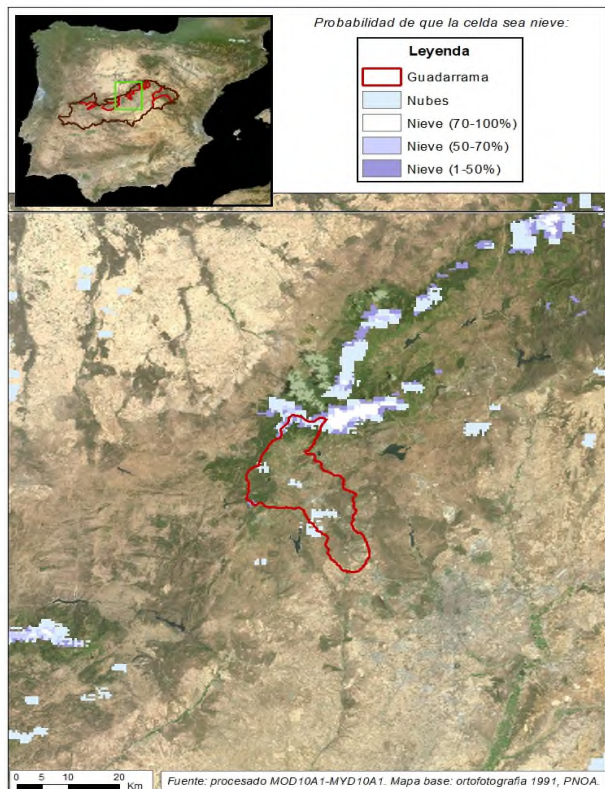 Probabilidad de que la celda sea nieve:
Leyenda
Guadarrama
Nubes
Nieve (70-100%)
Nieve (50-70%)
Nieve (1-50%)
0 5 10 20
Km
Fuente: procesado MOD10A1-MYD10A1. Mapa base: ortofotografía 1991, PNOA.